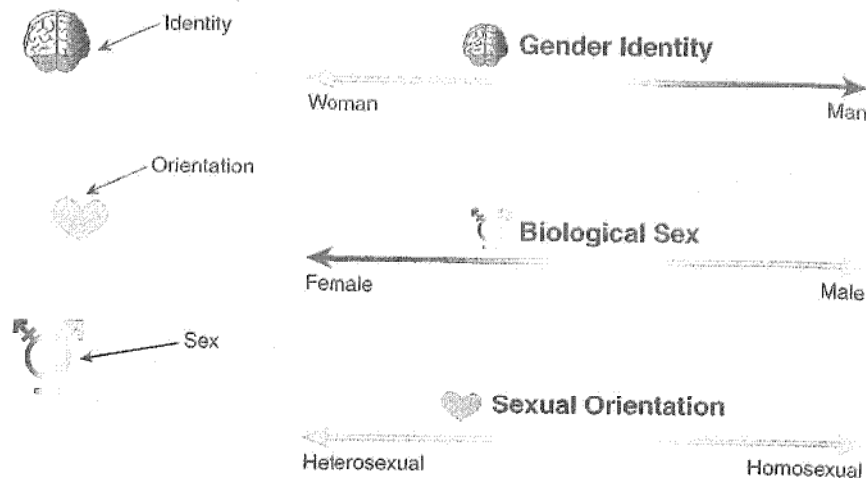 Identity
Gender Identity
Woman
Man
Orientation
Biological Sex
Female
Male
Sex
Sexual Orientation
Heterosexual
Homosexual